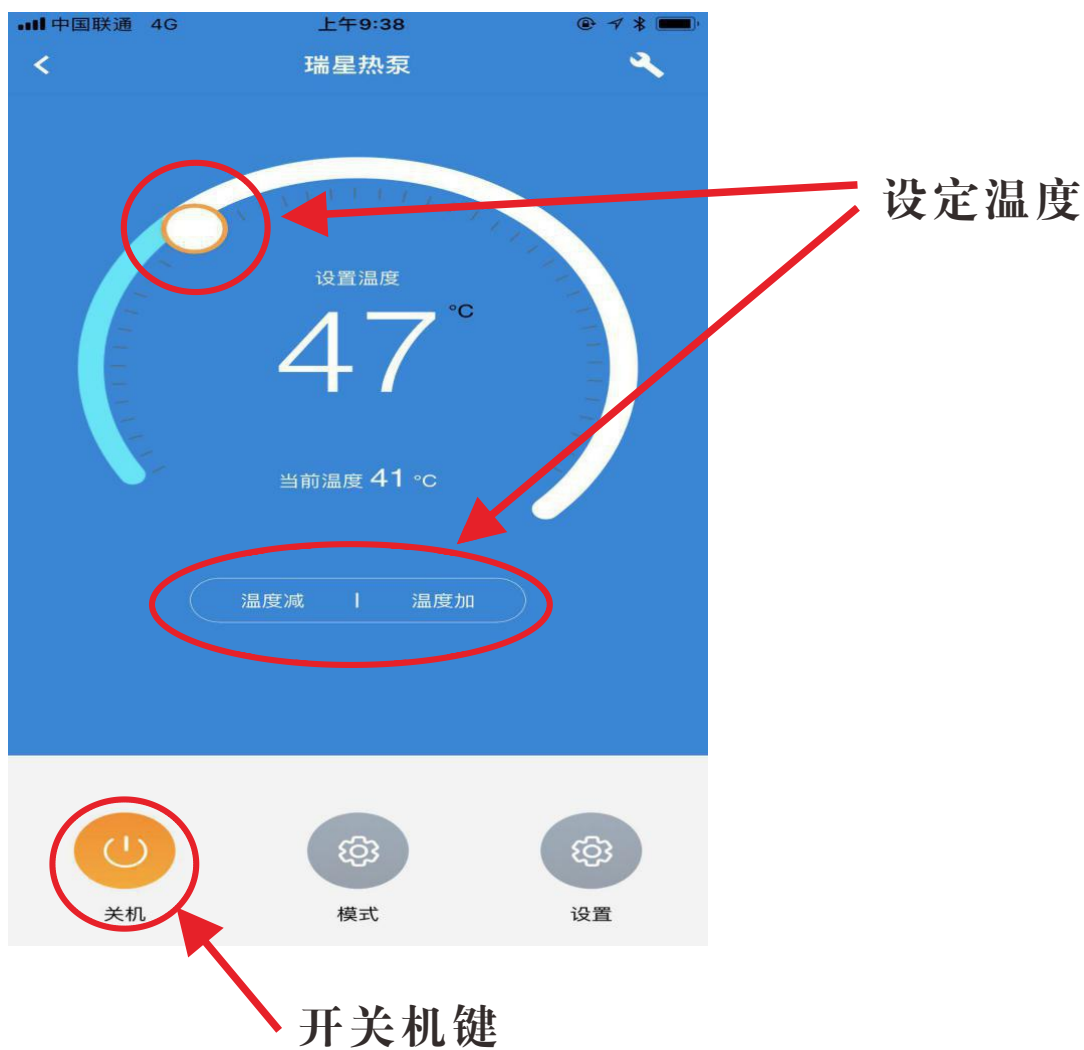 中国联通 4G 上午9:38
瑞星热泵
设定温度
设置温度
47 °C
当前温度 41 °C
温度减 | 温度加
关机 模式 设置
开关机键